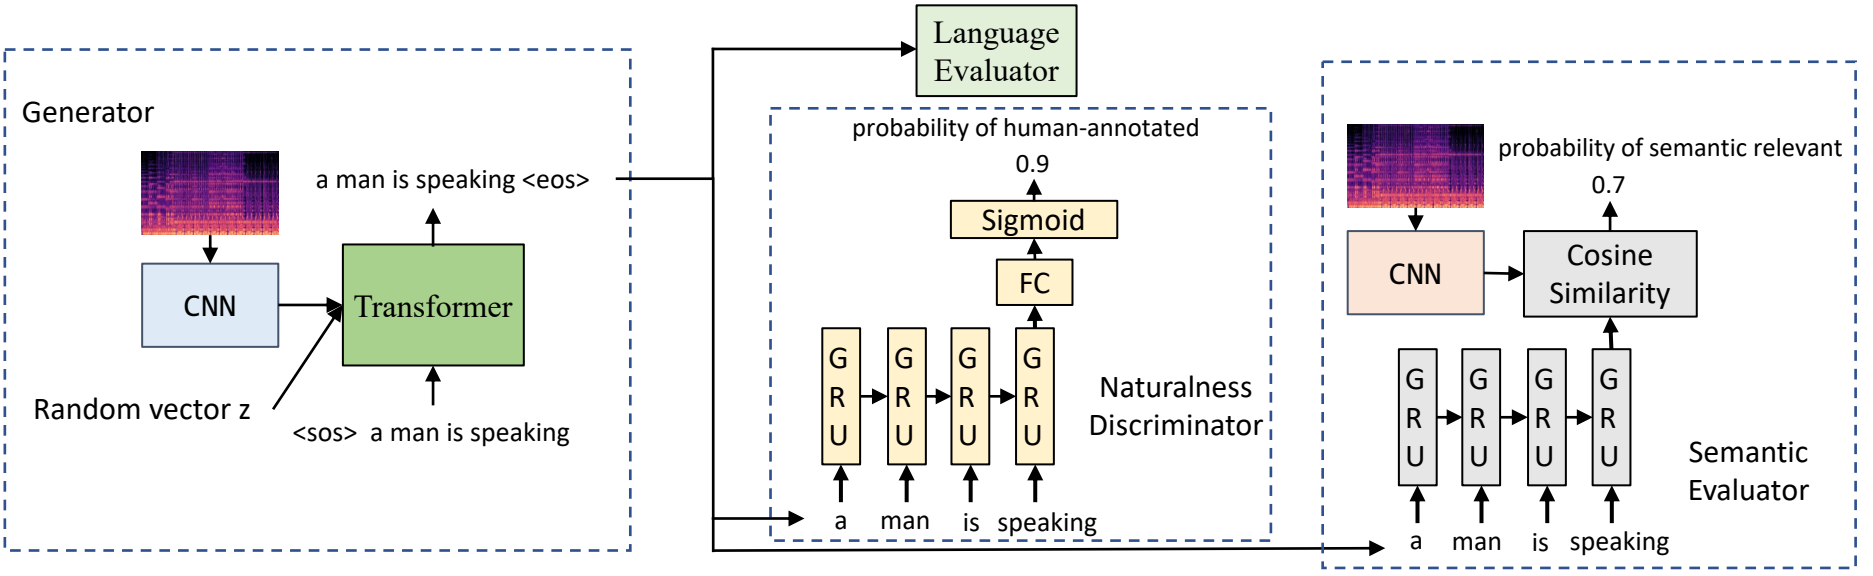 Generator
a man is speaking <eos>
CNN
Transformer
Random vector z
<sos> a man is speaking
Language
Evaluator
probability of human-annotated
0.9
Sigmoid
FC
G
R
U
G
R
U
G
R
U
G
R
U
Naturalness
Discriminator
a man is speaking
probability of semantic relevant
0.7
CNN
Cosine
Similarity
G
R
U
G
R
U
G
R
U
G
R
U
Semantic
Evaluator
a man is speaking